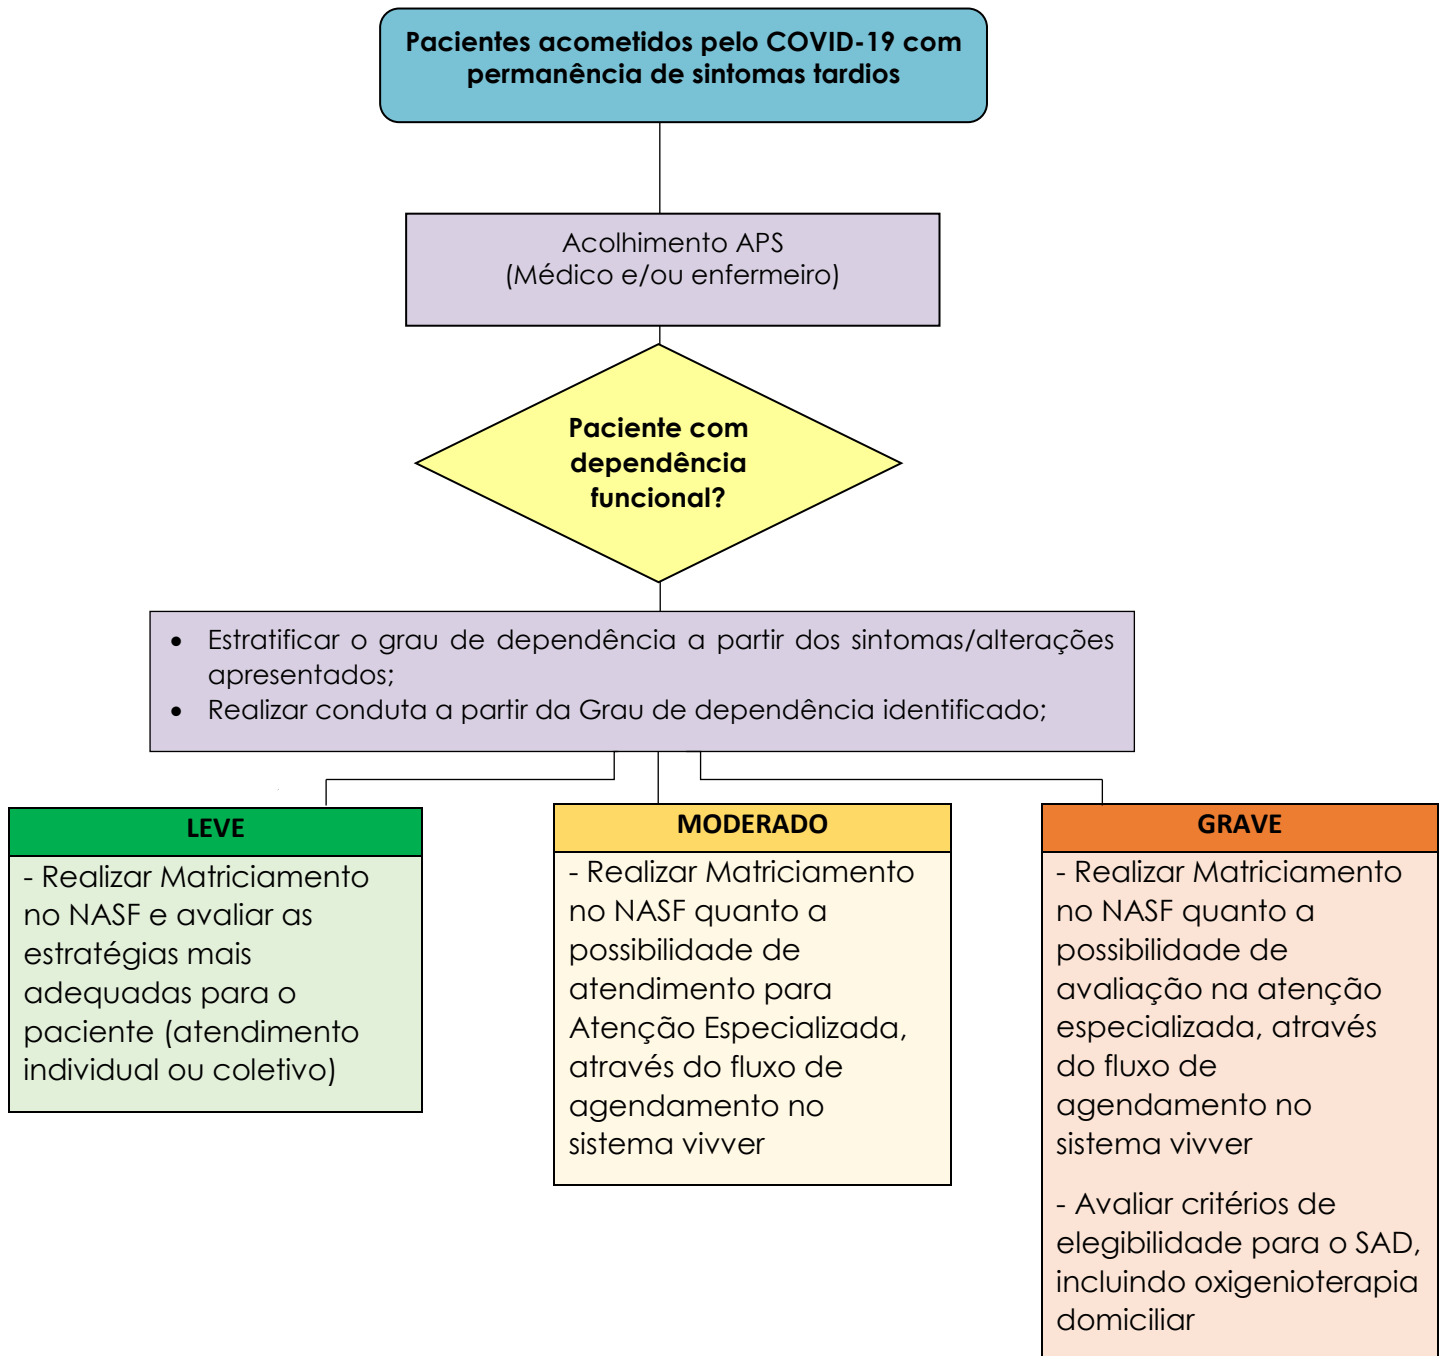 Pacientes acometidos pelo COVID-19 com
permanência de sintomas tardios
Acolhimento APS
(Médico e/ou enfermeiro)
Paciente com
dependência
funcional?
• Estratificar o grau de dependência a partir dos sintomas/alterações
apresentados;
• Realizar conduta a partir da Grau de dependência identificado;
LEVE
- Realizar Matriciamento
no NASF e avaliar as
estratégias mais
adequadas para o
paciente (atendimento
individual ou coletivo)
MODERADO
- Realizar Matriciamento
no NASF quanto a
possibilidade de
atendimento para
Atenção Especializada,
através do fluxo de
agendamento no
sistema vivver
GRAVE
- Realizar Matriciamento
no NASF quanto a
possibilidade de
avaliação na atenção
especializada, através
do fluxo de
agendamento no
sistema vivver
- Avaliar critérios de
elegibilidade para o SAD,
incluindo oxigenioterapia
domiciliar